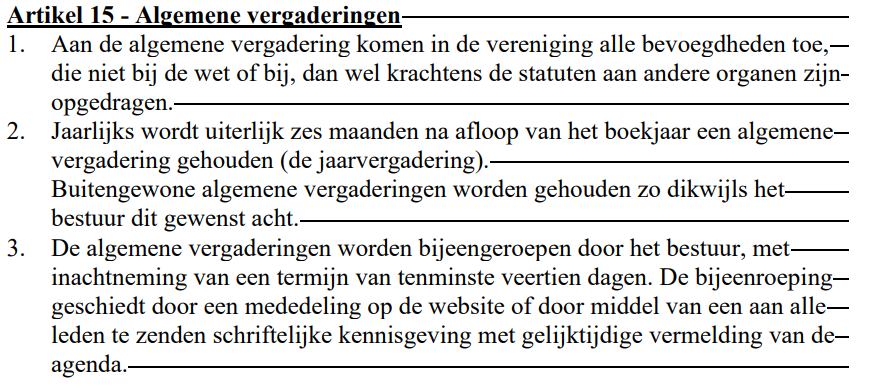 Artikel 15 - Algemene vergaderingen
1. Aan de algemene vergadering komen in de vereniging alle bevoegdheden toe,
die niet bij de wet of bij, dan wel krachtens de statuten aan andere organen zijn
opgedragen.
2. Jaarlijks wordt uiterlijk zes maanden na afloop van het boekjaar een algemene
vergadering gehouden (de jaarvergadering).
Buitengewone algemene vergaderingen worden gehouden zo dikwijls het
bestuur dit gewenst acht.
3. De algemene vergaderingen worden bijeengeroepen door het bestuur, met
inachtneming van een termijn van tenminste veertien dagen. De bijeenroeping
geschiedt door een mededeling op de website of door middel van een aan alle
leden te zenden schriftelijke kennisgeving met gelijktijdige vermelding van de
agenda.